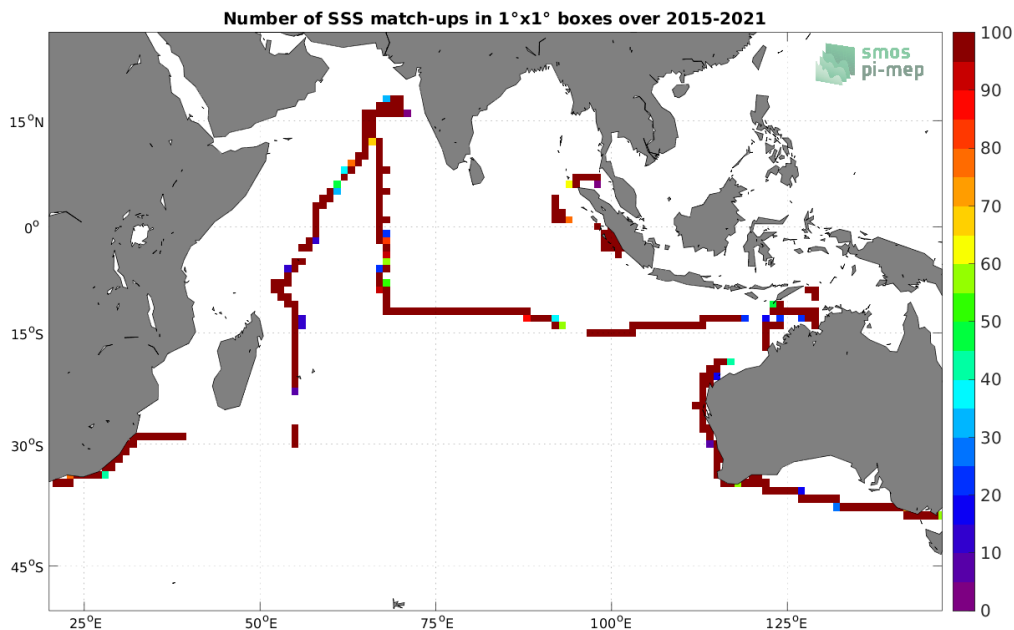 Number of SSS match-ups in 1°x1° boxes over 2015-2021
smos
pi-mep
15°N
0°
15°S
30°S
45°S
25°E
50°E
75°E
100°E
125°E
100
90
80
70
60
50
40
30
20
10
0